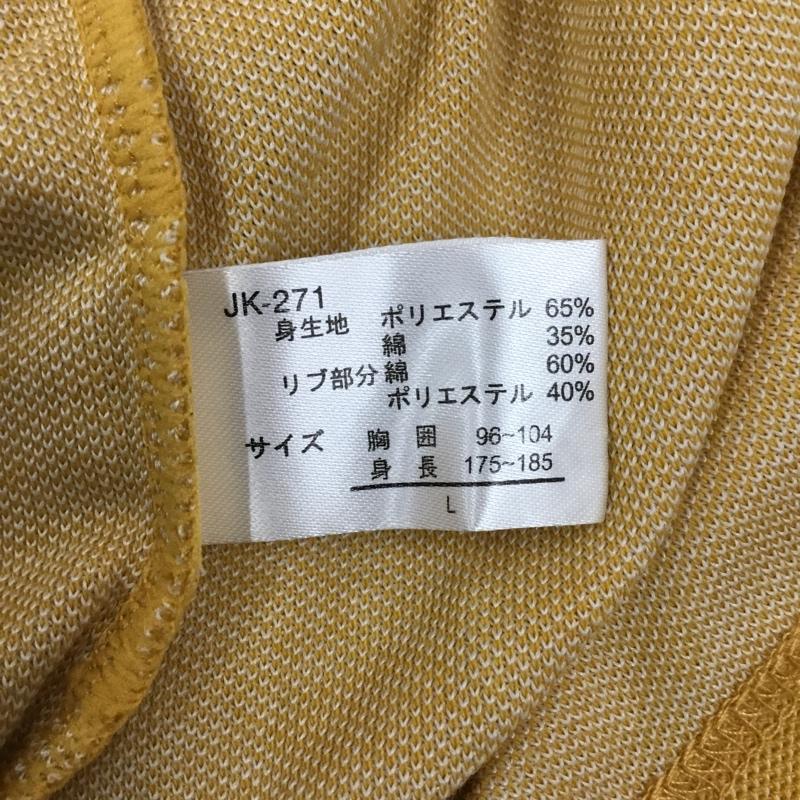 JK-271
身生地 ポリエステル 65%
綿 35%
リブ部分 綿 60%
ポリエステル 40%
サイズ 胸囲 96~104
身長 175~185
L